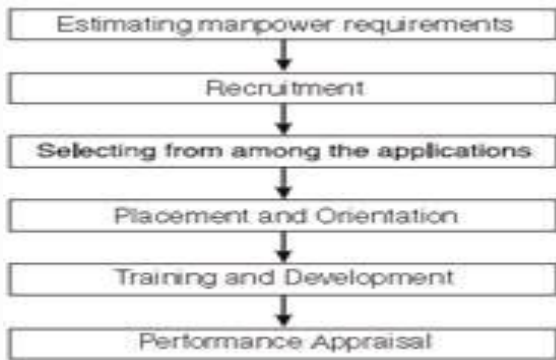 Estimating manpower requirements
Recruitment
Selecting from among the applications
Placement and Orientation
Training and Development
Performance Appraisal